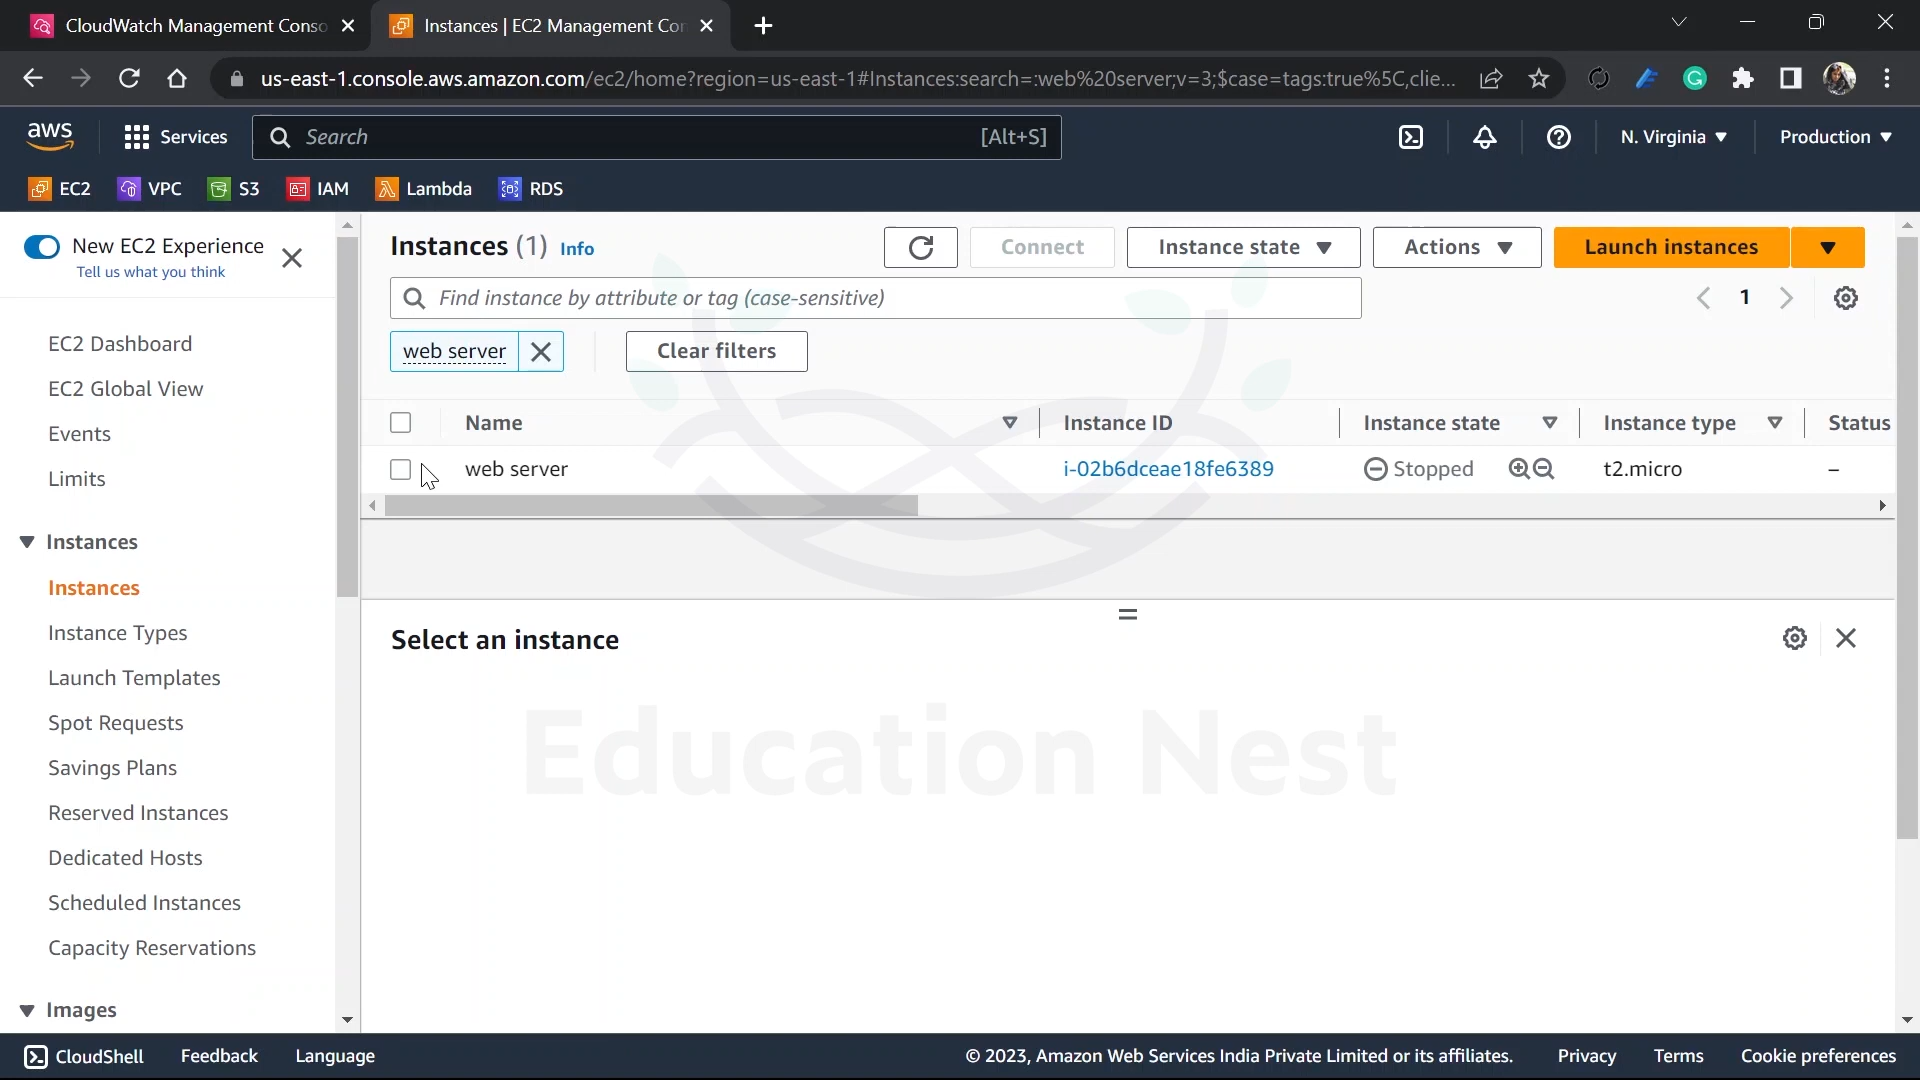 CloudWatch Management Conso
Instances | EC2 Management Con
us-east-1.console.aws.amazon.com/ec2/home?region=us-east-1#Instances:search=:web%20server;v=3;$case=tags:true%5C,clie...
aws
Services
Search
[Alt+S]
N. Virginia
Production
EC2
VPC
S3
IAM
Lambda
RDS
New EC2 Experience
Tell us what you think
EC2 Dashboard
EC2 Global View
Events
Limits
Instances
Instances
Instance Types
Launch Templates
Spot Requests
Savings Plans
Reserved Instances
Dedicated Hosts
Scheduled Instances
Capacity Reservations
Images
Instances (1) Info
Connect
Instance state
Actions
Launch instances
Find instance by attribute or tag (case-sensitive)
1
web server
Clear filters
Name
Instance ID
Instance state
Instance type
Status
web server
i-02b6dceae18fe6389
Stopped
t2.micro
–
Select an instance
Education Nest
CloudShell
Feedback
Language
© 2023, Amazon Web Services India Private Limited or its affiliates.
Privacy
Terms
Cookie preferences